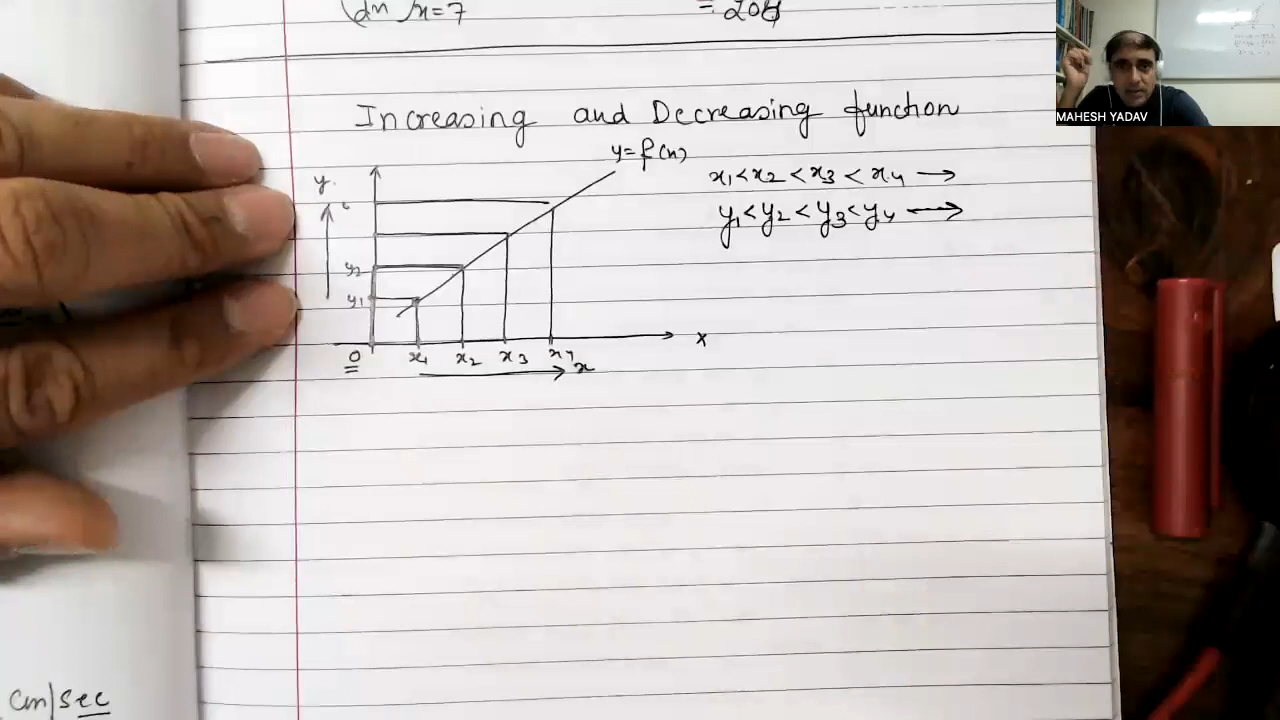 x=7
= 208
MAHESH YADAV
Increasing and Decreasing function
y=f(x)
y
x₁<x₂<x₃<x₄ →
y₁<y₂<y₃<y₄ →
y₂
y₁
x
0 x₁ x₂ x₃ x₄
x
cm/sec